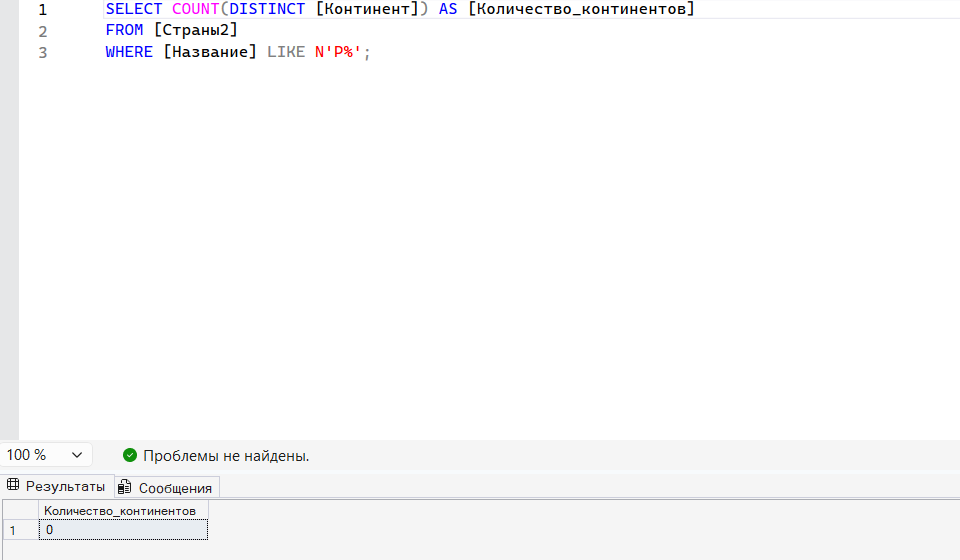 1 SELECT COUNT(DISTINCT [Континент]) AS [Количество_континентов]
2 FROM [Страны2]
3 WHERE [Название] LIKE N'P%';
100 %
Проблемы не найдены.
Результаты Сообщения
Количество_континентов
1 0